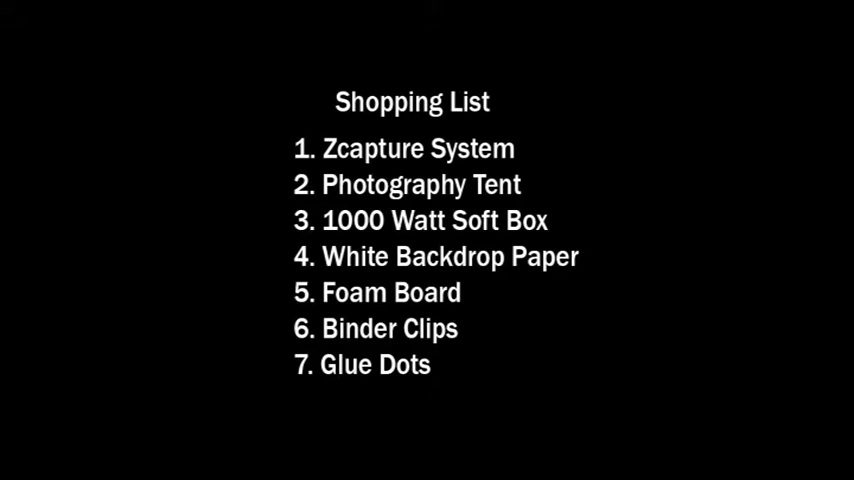 Shopping List
1. Zcapture System
2. Photography Tent
3. 1000 Watt Soft Box
4. White Backdrop Paper
5. Foam Board
6. Binder Clips
7. Glue Dots